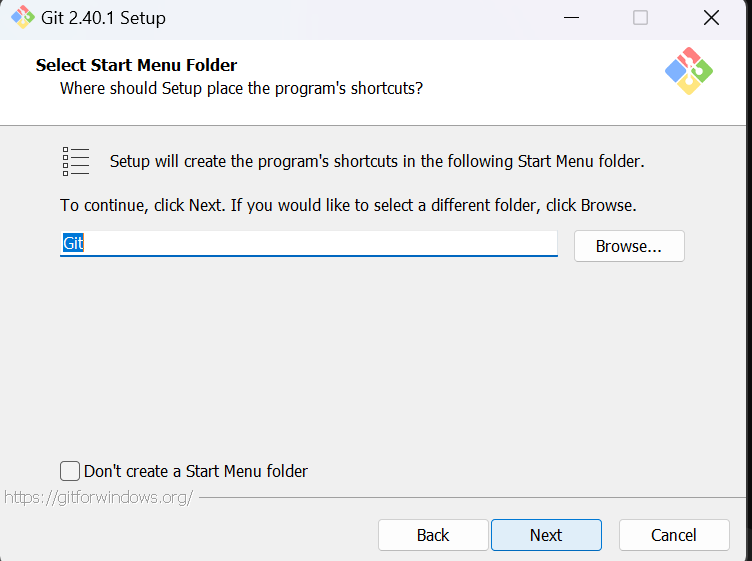 Git 2.40.1 Setup
Select Start Menu Folder
Where should Setup place the program's shortcuts?
Setup will create the program's shortcuts in the following Start Menu folder.
To continue, click Next. If you would like to select a different folder, click Browse.
Git
Browse...
Don't create a Start Menu folder
https://gitforwindows.org/
Back
Next
Cancel